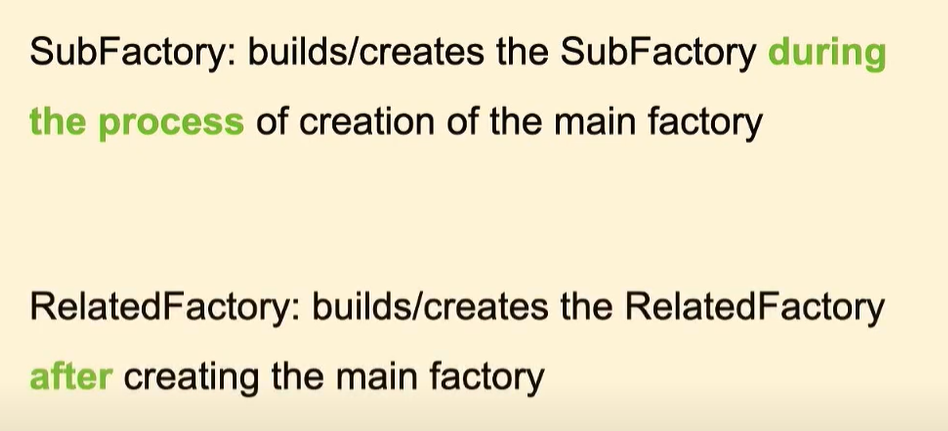 SubFactory: builds/creates the SubFactory during
the process of creation of the main factory
RelatedFactory: builds/creates the RelatedFactory
after creating the main factory